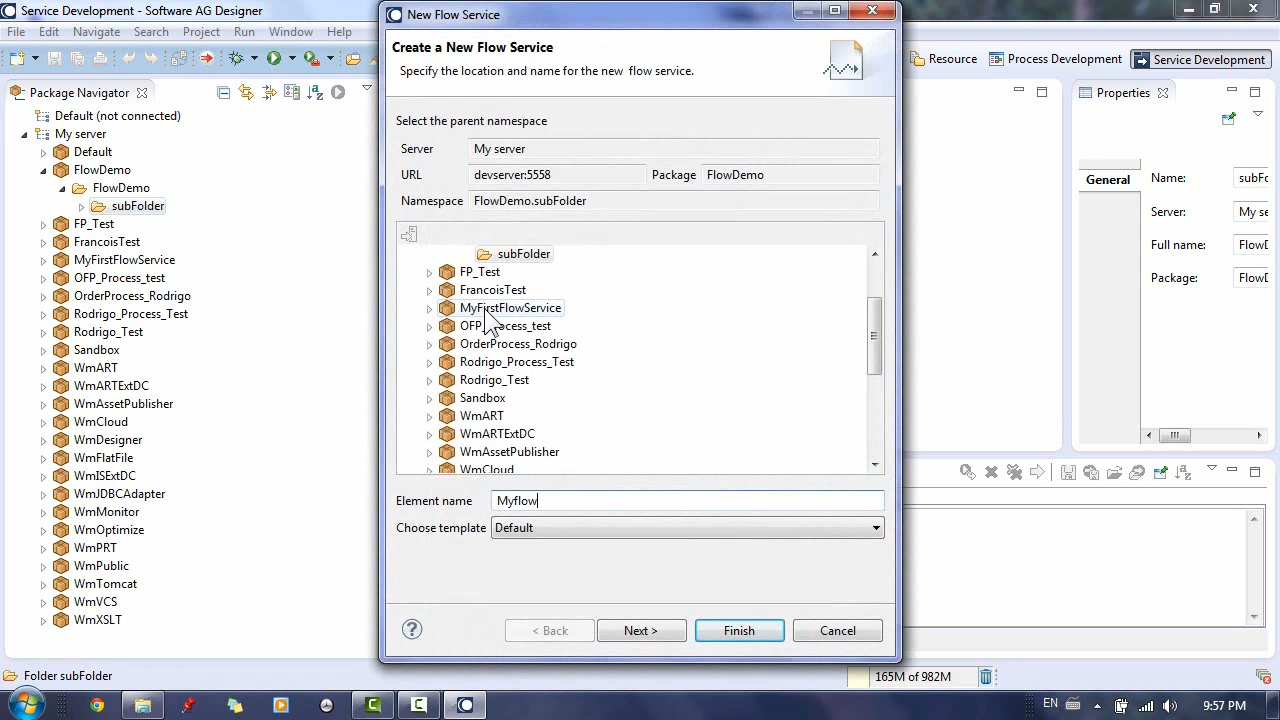 Service Development - Software AG Designer
File Edit Navigate Search Project Run Window Help
Resource
Process Development
Service Development
Package Navigator
Default (not connected)
My server
Default
FlowDemo
FlowDemo
subFolder
FP_Test
FrancoisTest
MyFirstFlowService
OFP_Process_test
OrderProcess_Rodrigo
Rodrigo_Process_Test
Rodrigo_Test
Sandbox
WmART
WmARTExtDC
WmAssetPublisher
WmCloud
WmDesigner
WmFlatFile
WmISExtDC
WmJDBCAdapter
WmMonitor
WmOptimize
WmPRT
WmPublic
WmTomcat
WmVCS
WmXSLT
New Flow Service
Create a New Flow Service
Specify the location and name for the new flow service.
Select the parent namespace
Server My server
URL devserver:5558 Package FlowDemo
Namespace FlowDemo.subFolder
subFolder
FP_Test
FrancoisTest
MyFirstFlowService
OFP_Process_test
OrderProcess_Rodrigo
Rodrigo_Process_Test
Rodrigo_Test
Sandbox
WmART
WmARTExtDC
WmAssetPublisher
WmCloud
Element name Myflow
Choose template Default
< Back Next > Finish Cancel
Properties
General
Name: subFo
Server: My se
Full name: FlowD
Package: FlowD
Folder subFolder
165M of 982M
EN
9:57 PM